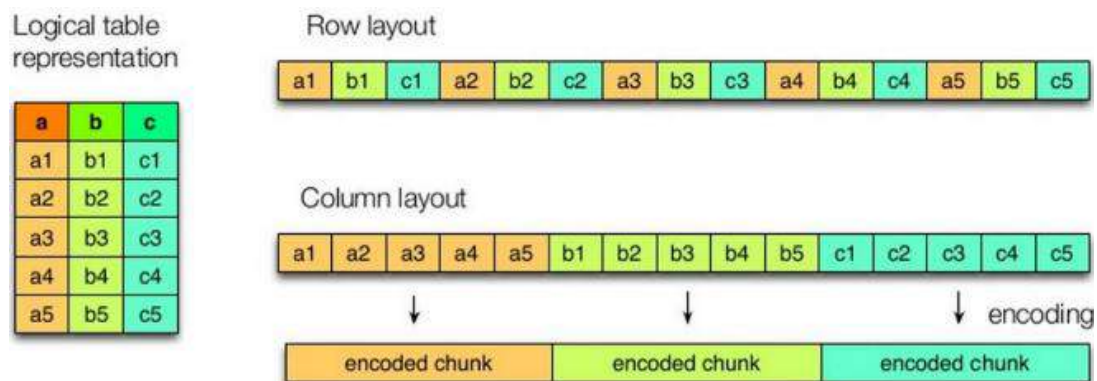 Logical table
representation
a b c
a1 b1 c1
a2 b2 c2
a3 b3 c3
a4 b4 c4
a5 b5 c5
Row layout
a1 b1 c1 a2 b2 c2 a3 b3 c3 a4 b4 c4 a5 b5 c5
Column layout
a1 a2 a3 a4 a5 b1 b2 b3 b4 b5 c1 c2 c3 c4 c5
encoding
encoded chunk encoded chunk encoded chunk